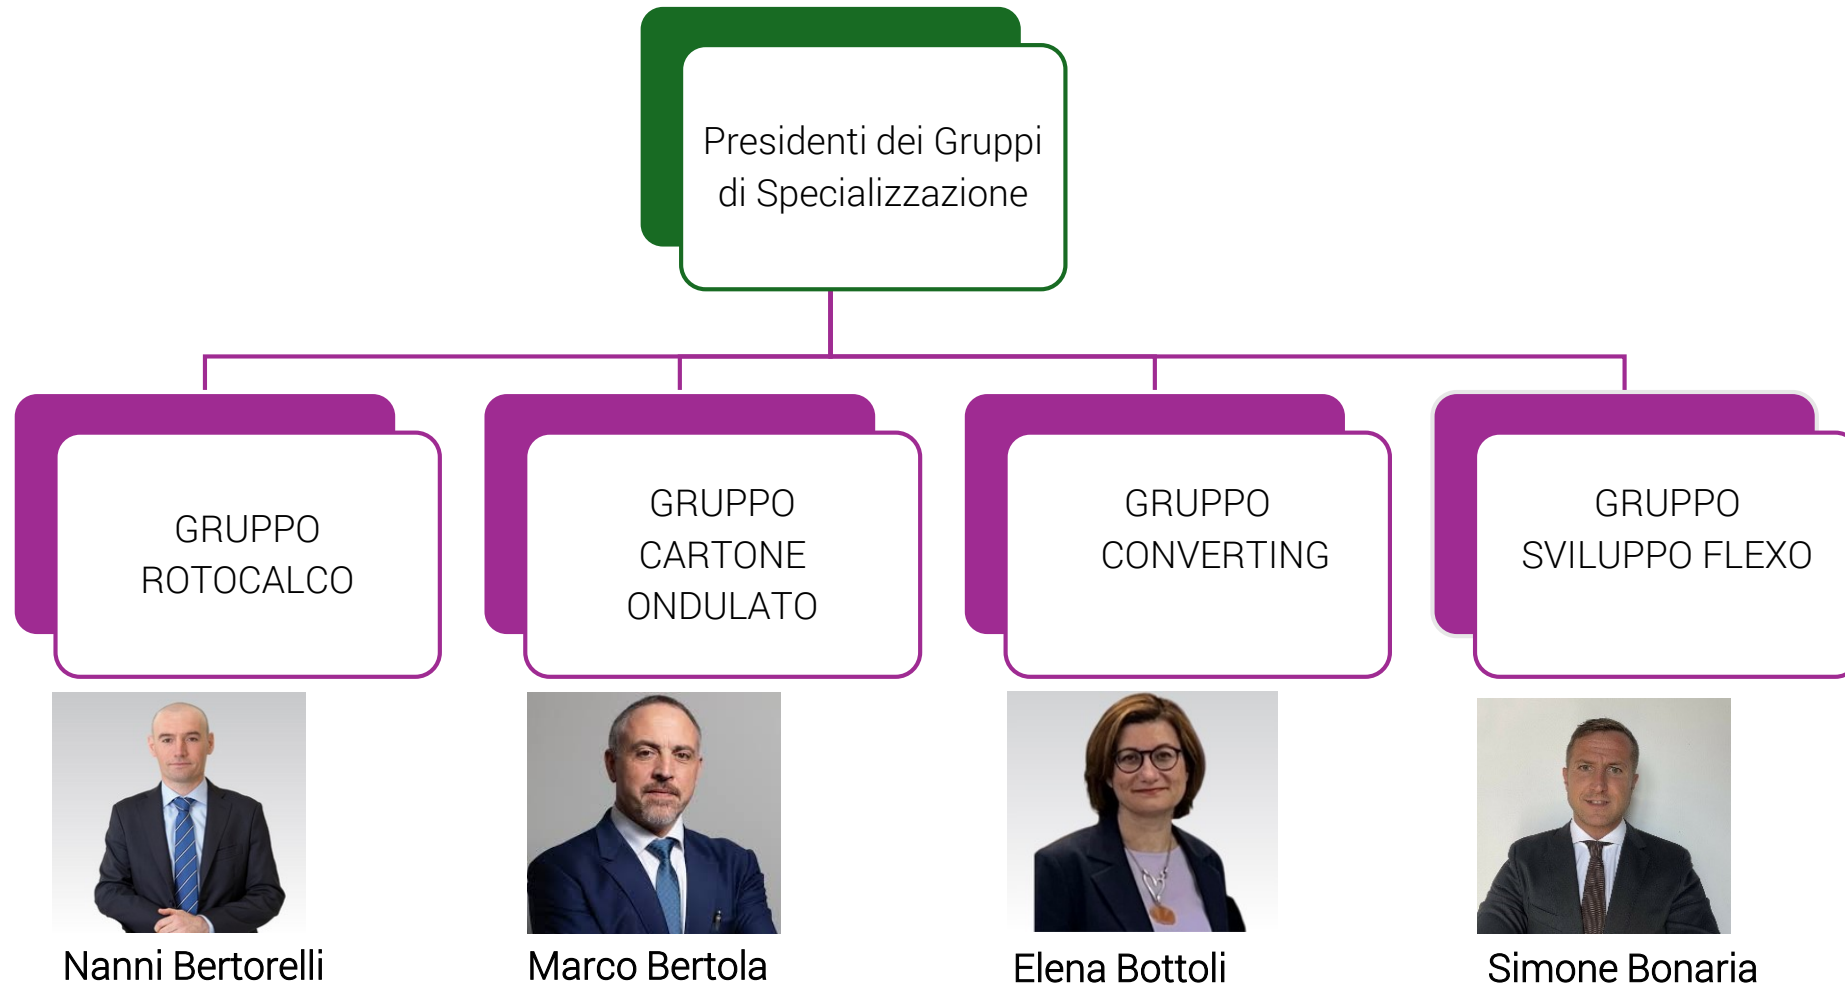 Presidenti dei Gruppi
di Specializzazione
GRUPPO
ROTOCALCO
GRUPPO
CARTONE
ONDULATO
GRUPPO
CONVERTING
GRUPPO
SVILUPPO FLEXO
Nanni Bertorelli
Marco Bertola
Elena Bottoli
Simone Bonaria